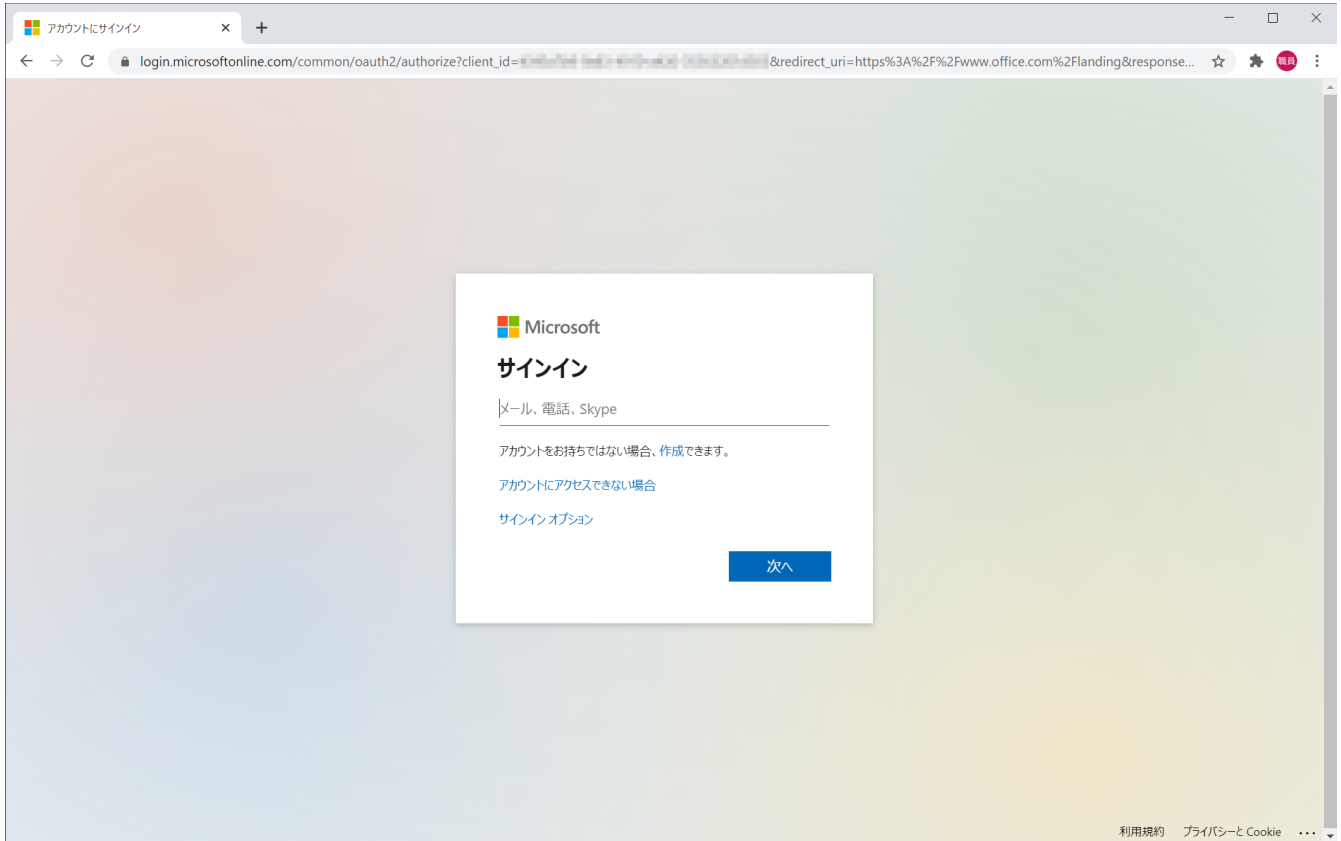 アカウントにサインイン
login.microsoftonline.com/common/oauth2/authorize?client_id= &redirect_uri=https%3A%2F%2Fwww.office.com%2Flanding&response...
職員
Microsoft
サインイン
メール、電話、Skype
アカウントをお持ちではない場合、作成できます。
アカウントにアクセスできない場合
サインイン オプション
次へ
利用規約 プライバシーと Cookie ...